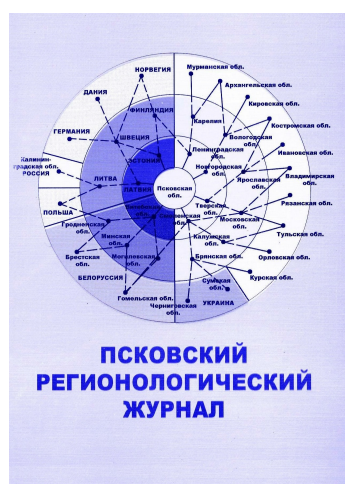 НОРВЕГИЯ
Мурманская обл.
ДАНИЯ
Архангельская обл.
ФИНЛЯНДИЯ
Кировская обл.
Карелия
Костромская обл.
ГЕРМАНИЯ
ШВЕЦИЯ
Вологодская
обл.
Ивановская
обл.
ЭСТОНИЯ
Ленинградская
обл.
Калинин-
градская обл.
РОССИЯ
Новгородская
обл.
Владимирская
обл.
ЛИТВА
ЛАТВИЯ
Псковская
обл.
Ярославская
обл.
Рязанская обл.
ПОЛЬША
Тверская
обл.
Гродненская
обл.
Смоленская
обл.
Московская
обл.
Минская
обл.
Калужская
обл.
Тульская
обл.
Брестская
обл.
Могилевская
обл.
Брянская
обл.
Орловская обл.
БЕЛОРУССИЯ
Сумская
обл.
Курская обл.
Гомельская обл.
Черниговская
обл.
УКРАИНА
ПСКОВСКИЙ
РЕГИОНОЛОГИЧЕСКИЙ
ЖУРНАЛ